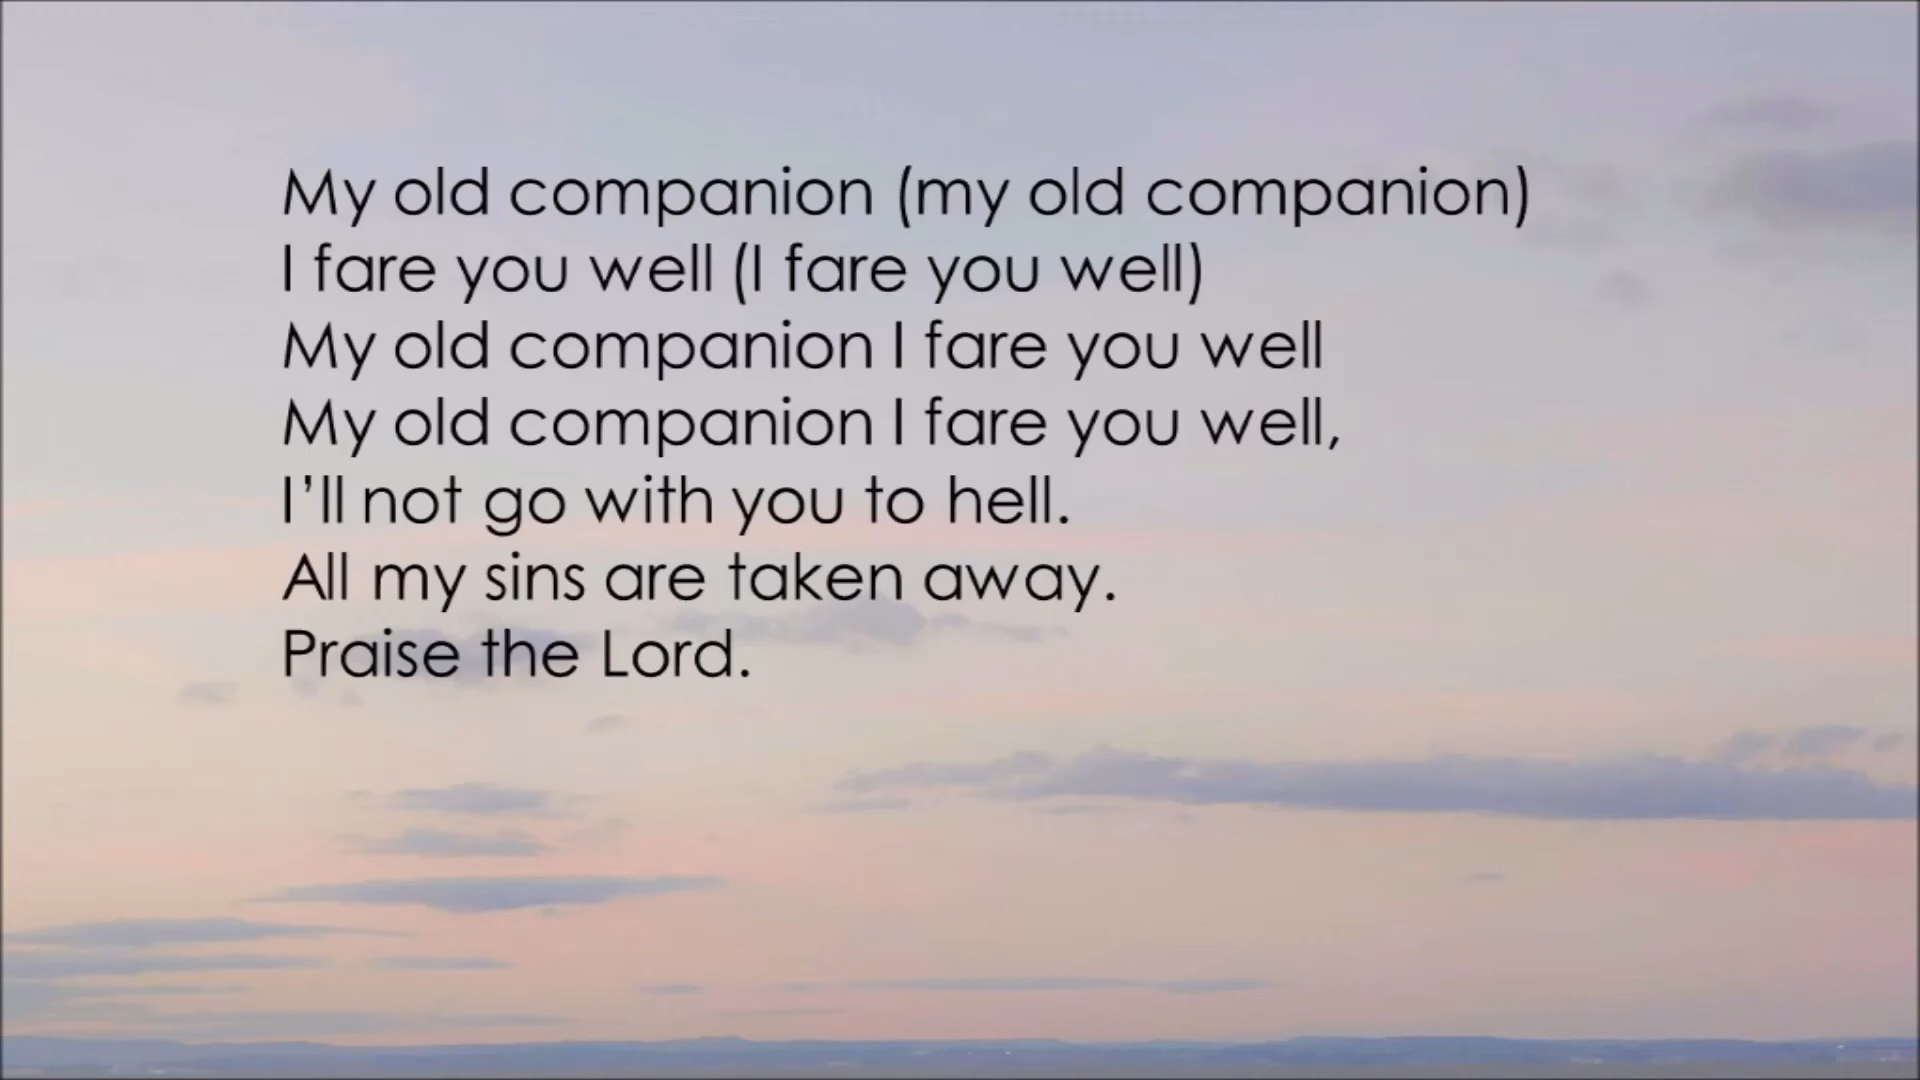 My old companion (my old companion)
I fare you well (I fare you well)
My old companion I fare you well
My old companion I fare you well,
I’ll not go with you to hell.
All my sins are taken away.
Praise the Lord.